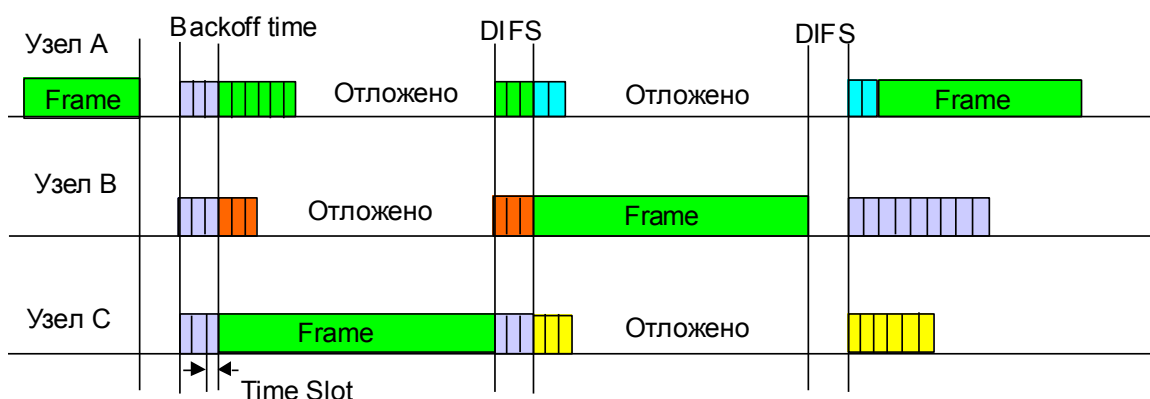 Backoff time
DIFS
DIFS
Узел A
Frame
Отложено
Отложено
Frame
Узел B
Отложено
Frame
Узел C
Frame
Отложено
Time Slot